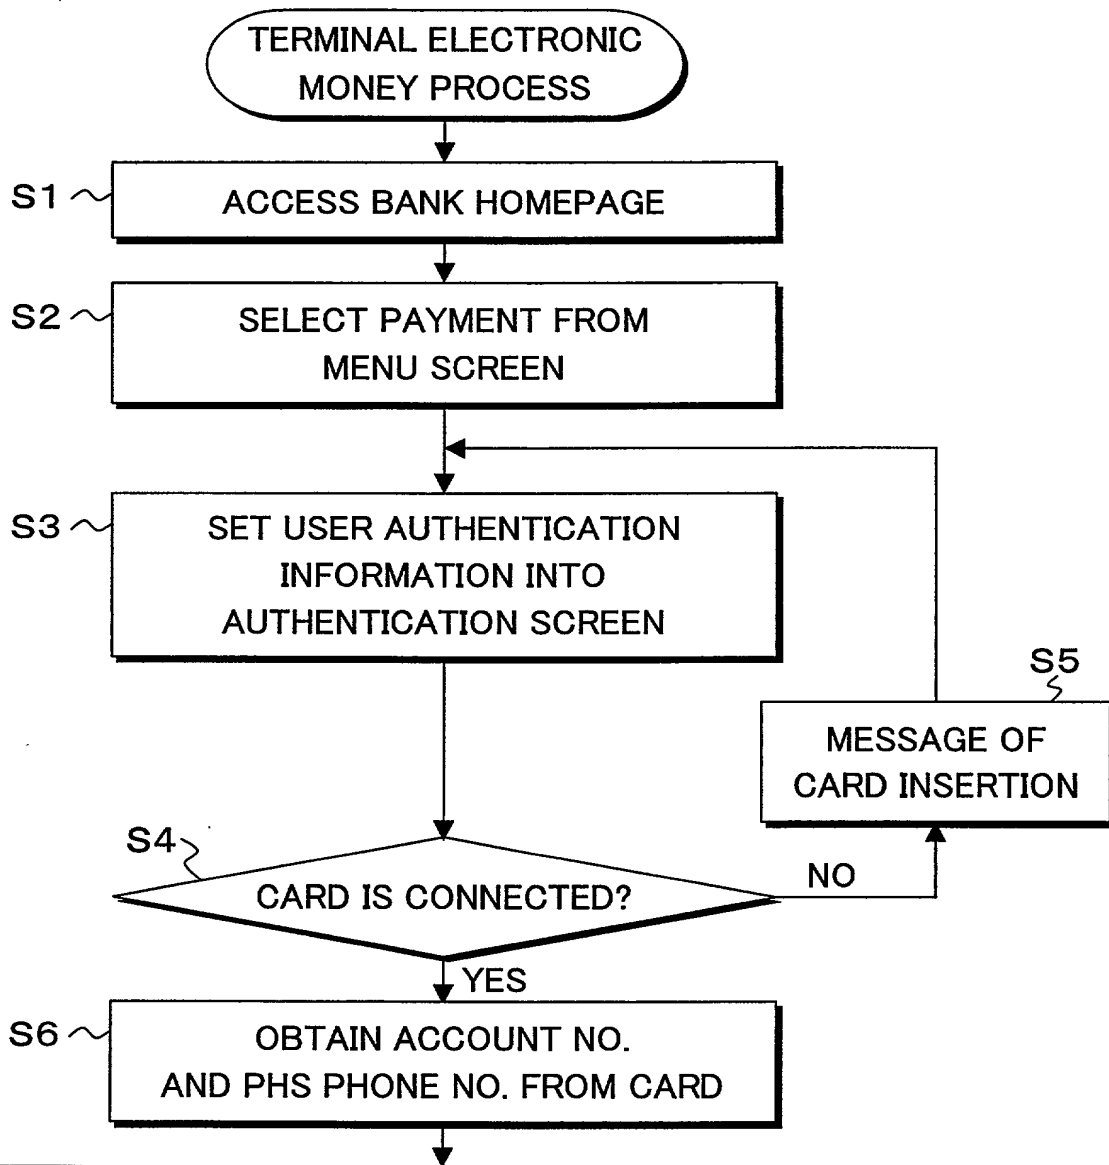 TERMINAL ELECTRONIC
MONEY PROCESS
S1
ACCESS BANK HOMEPAGE
S2
SELECT PAYMENT FROM
MENU SCREEN
S3
SET USER AUTHENTICATION
INFORMATION INTO
AUTHENTICATION SCREEN
S5
MESSAGE OF
CARD INSERTION
S4
CARD IS CONNECTED?
NO
YES
S6
OBTAIN ACCOUNT NO.
AND PHS PHONE NO. FROM CARD